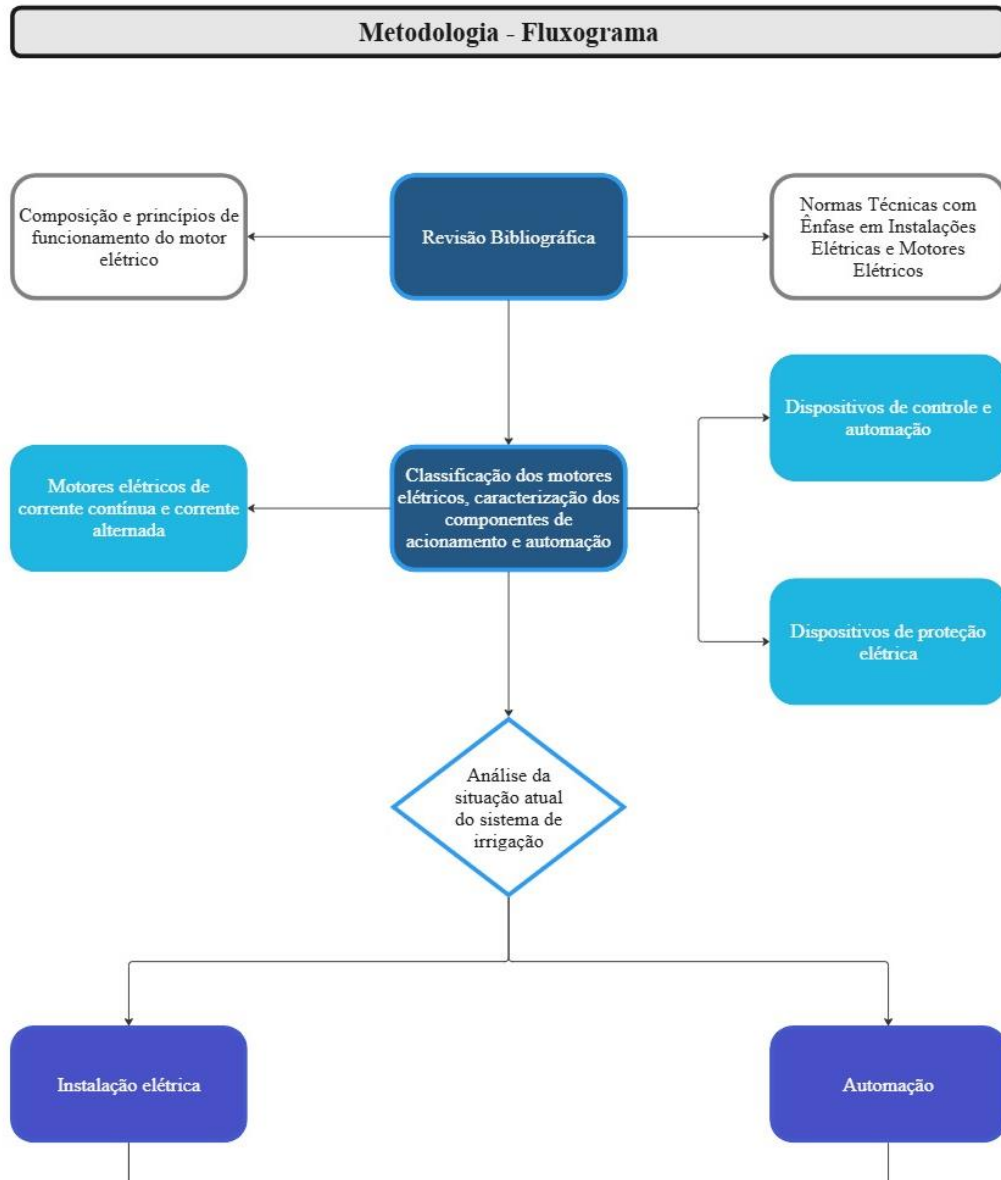 Metodologia - Fluxograma
Composição e princípios de
funcionamento do motor
elétrico
Revisão Bibliográfica
Normas Técnicas com
Ênfase em Instalações
Elétricas e Motores
Elétricos
Dispositivos de controle e
automação
Motores elétricos de
corrente contínua e corrente
alternada
Classificação dos motores
elétricos, caracterização dos
componentes de
acionamento e automação
Dispositivos de proteção
elétrica
Análise da
situação atual
do sistema de
irrigação
Instalação elétrica
Automação